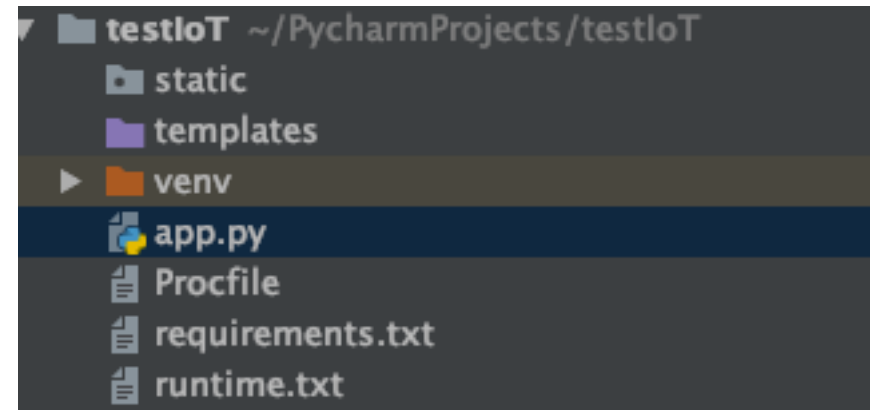 testIoT ~/PycharmProjects/testIoT
static
templates
venv
app.py
Procfile
requirements.txt
runtime.txt